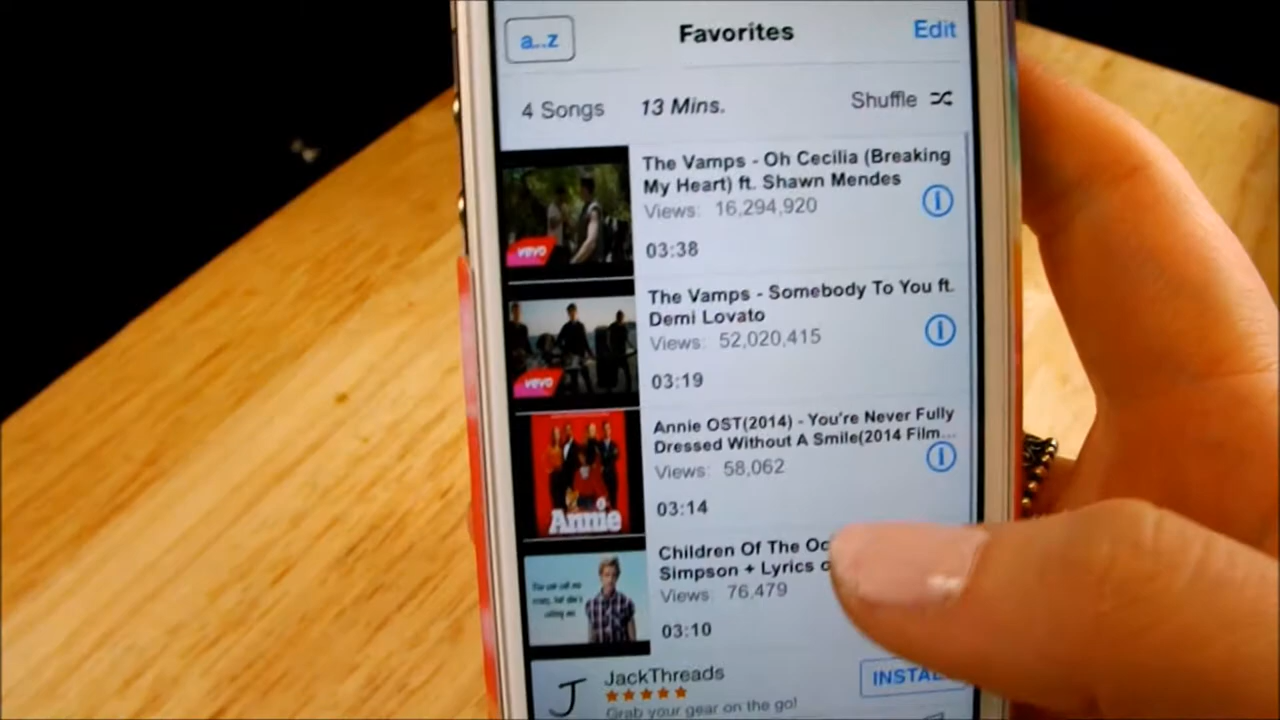 a..z
Favorites
Edit
4 Songs
13 Mins.
Shuffle
The Vamps - Oh Cecilia (Breaking
My Heart) ft. Shawn Mendes
Views: 16,294,920
03:38
vevo
The Vamps - Somebody To You ft.
Demi Lovato
Views: 52,020,415
03:19
vevo
Annie OST(2014) - You're Never Fully
Dressed Without A Smile(2014 Film...
Views: 58,062
03:14
Annie
Children Of The
Simpson + Lyrics
Views: 76,479
03:10
JackThreads
Grab your gear on the go!